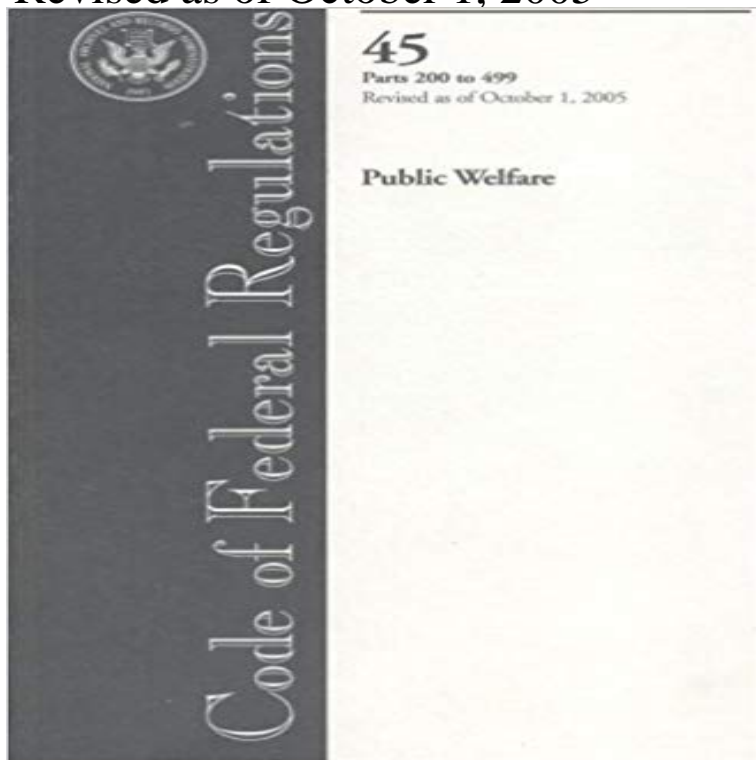 Revised as of October 1, 2005
45
Parts 200 to 499
Revised as of October 1, 2005
Public Welfare
Code of Federal Regulations